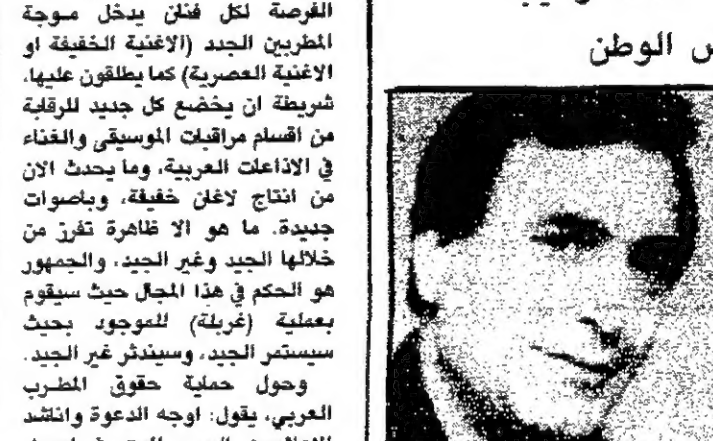 س الوطن
الفرصة لكل فنان يدخل موجة
المطربين الجدد (الاغنية الخفيفة او
الاغنية العصرية) كما يطلقون عليها،
شريطة ان يخضع كل جديد للرقابة
من اقسام مراقبات الموسيقى والغناء
في الاذاعات العربية، وما يحدث الان
من انتاج لاغان خفيفة، وباصوات
جديدة. ما هو الا ظاهرة تفرز من
خلالها الجيد وغير الجيد، والجمهور
هو الحكم في هذا المجال حيث سيقوم
بعملية (غربلة) للموجود بحيث
سيستمر الجيد، وسيندثر غير الجيد.
وحول حملية حقوق المطرب
العربي، يقول: اوجه الدعوة واناشد